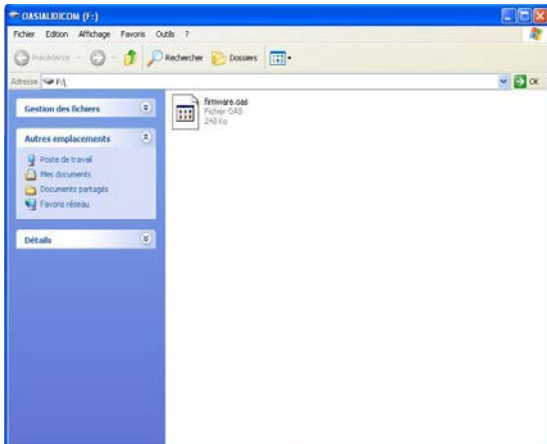 OASIAUDICOM (F:)
Fichier Edition Affichage Favoris Outils ?
Précédente Rechercher Dossiers
Adresse F:\ OK
Gestion des fichiers
Autres emplacements
Poste de travail
Mes documents
Documents partagés
Favoris réseau
Détails
firmware.oas
Fichier OAS
248 Ko